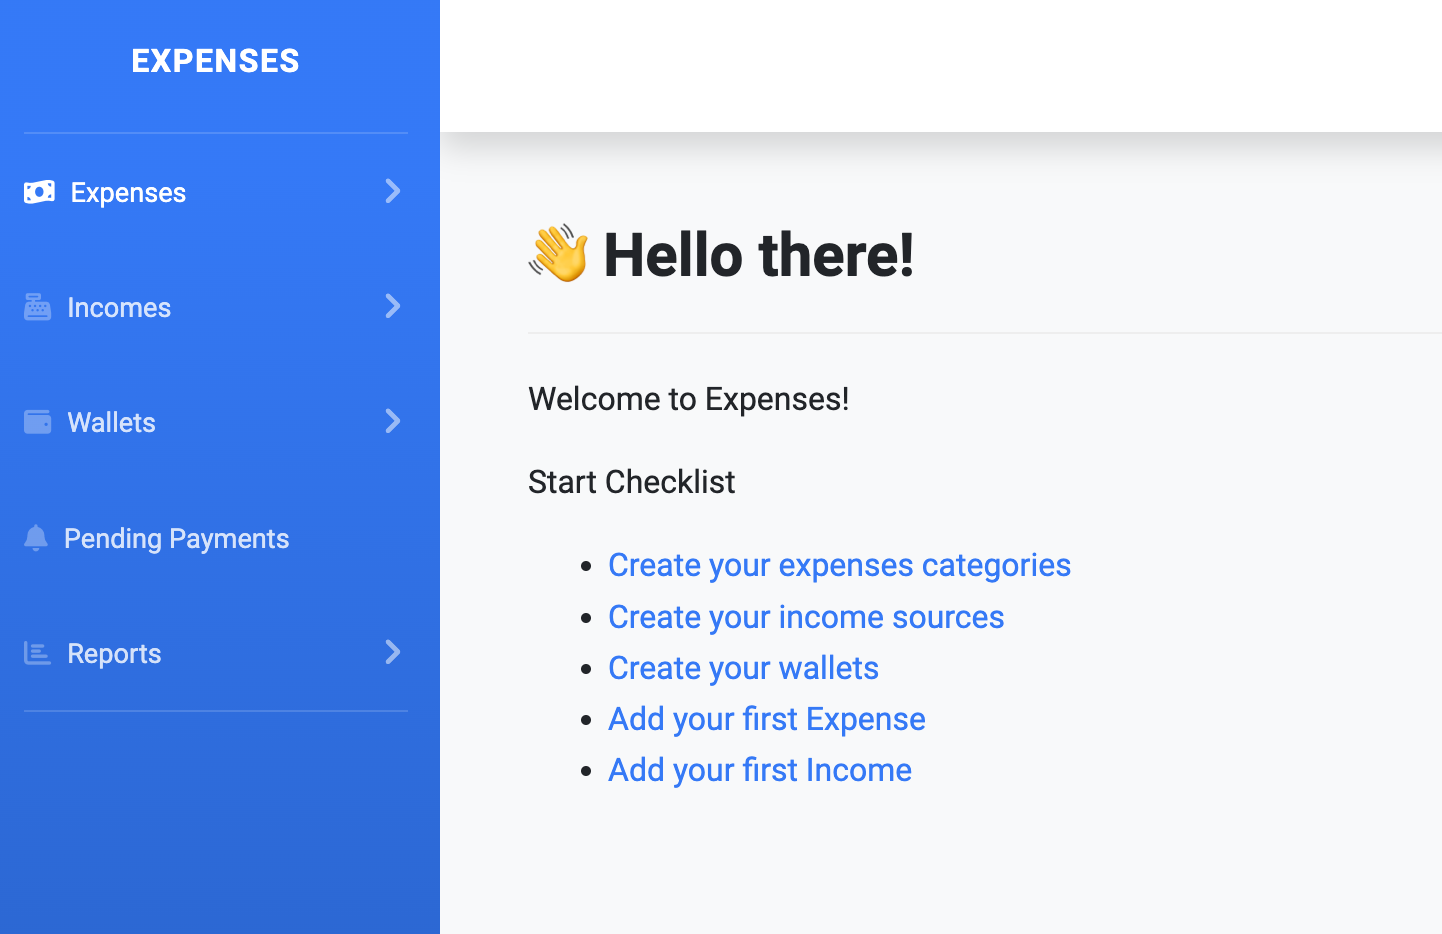 EXPENSES
Expenses
Incomes
Wallets
Pending Payments
Reports
👋 Hello there!
Welcome to Expenses!
Start Checklist
• Create your expenses categories
• Create your income sources
• Create your wallets
• Add your first Expense
• Add your first Income